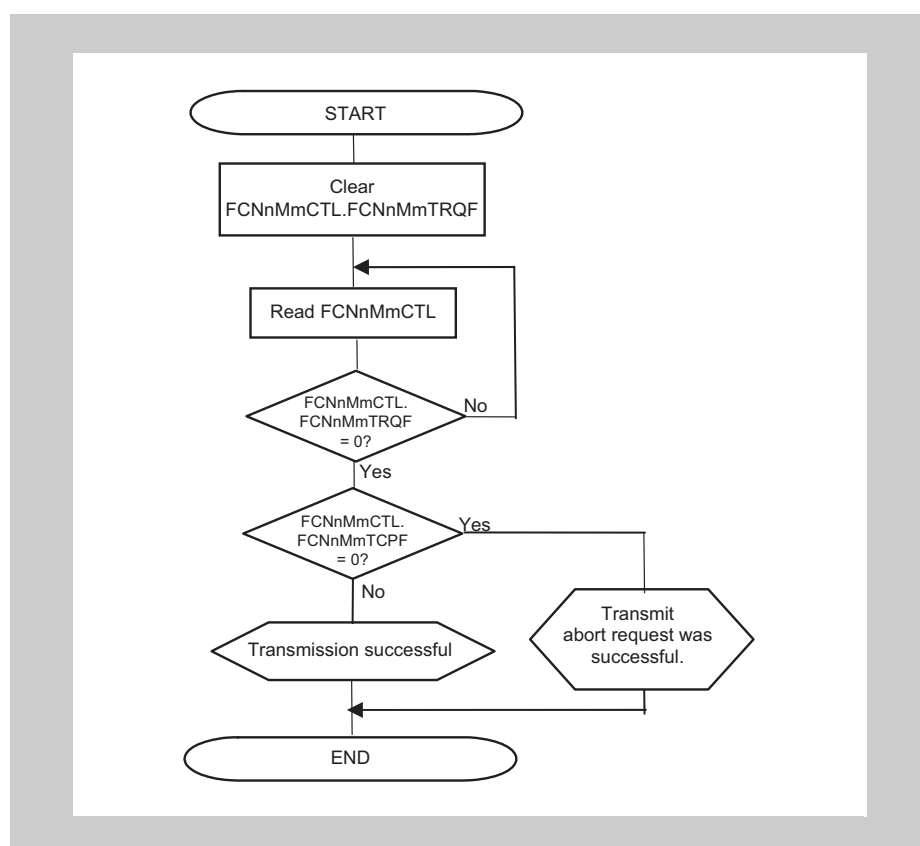 START
Clear
FCNnMmCTL.FCNnMmTRQF
Read FCNnMmCTL
FCNnMmCTL.
FCNnMmTRQF
= 0?
No
Yes
FCNnMmCTL.
FCNnMmTCPF
= 0?
Yes
No
Transmission successful
Transmit
abort request was
successful.
END